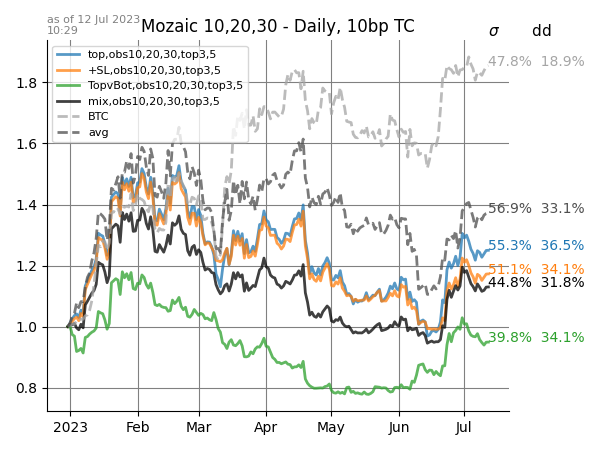 as of 12 Jul 2023
10:29
Mozaic 10,20,30 - Daily, 10bp TC
σ dd
top,obs10,20,30,top3,5
+SL,obs10,20,30,top3,5
TopvBot,obs10,20,30,top3,5
mix,obs10,20,30,top3,5
BTC
avg
47.8% 18.9%
56.9% 33.1%
55.3% 36.5%
51.1% 34.1%
44.8% 31.8%
39.8% 34.1%
1.8
1.6
1.4
1.2
1.0
0.8
2023 Feb Mar Apr May Jun Jul